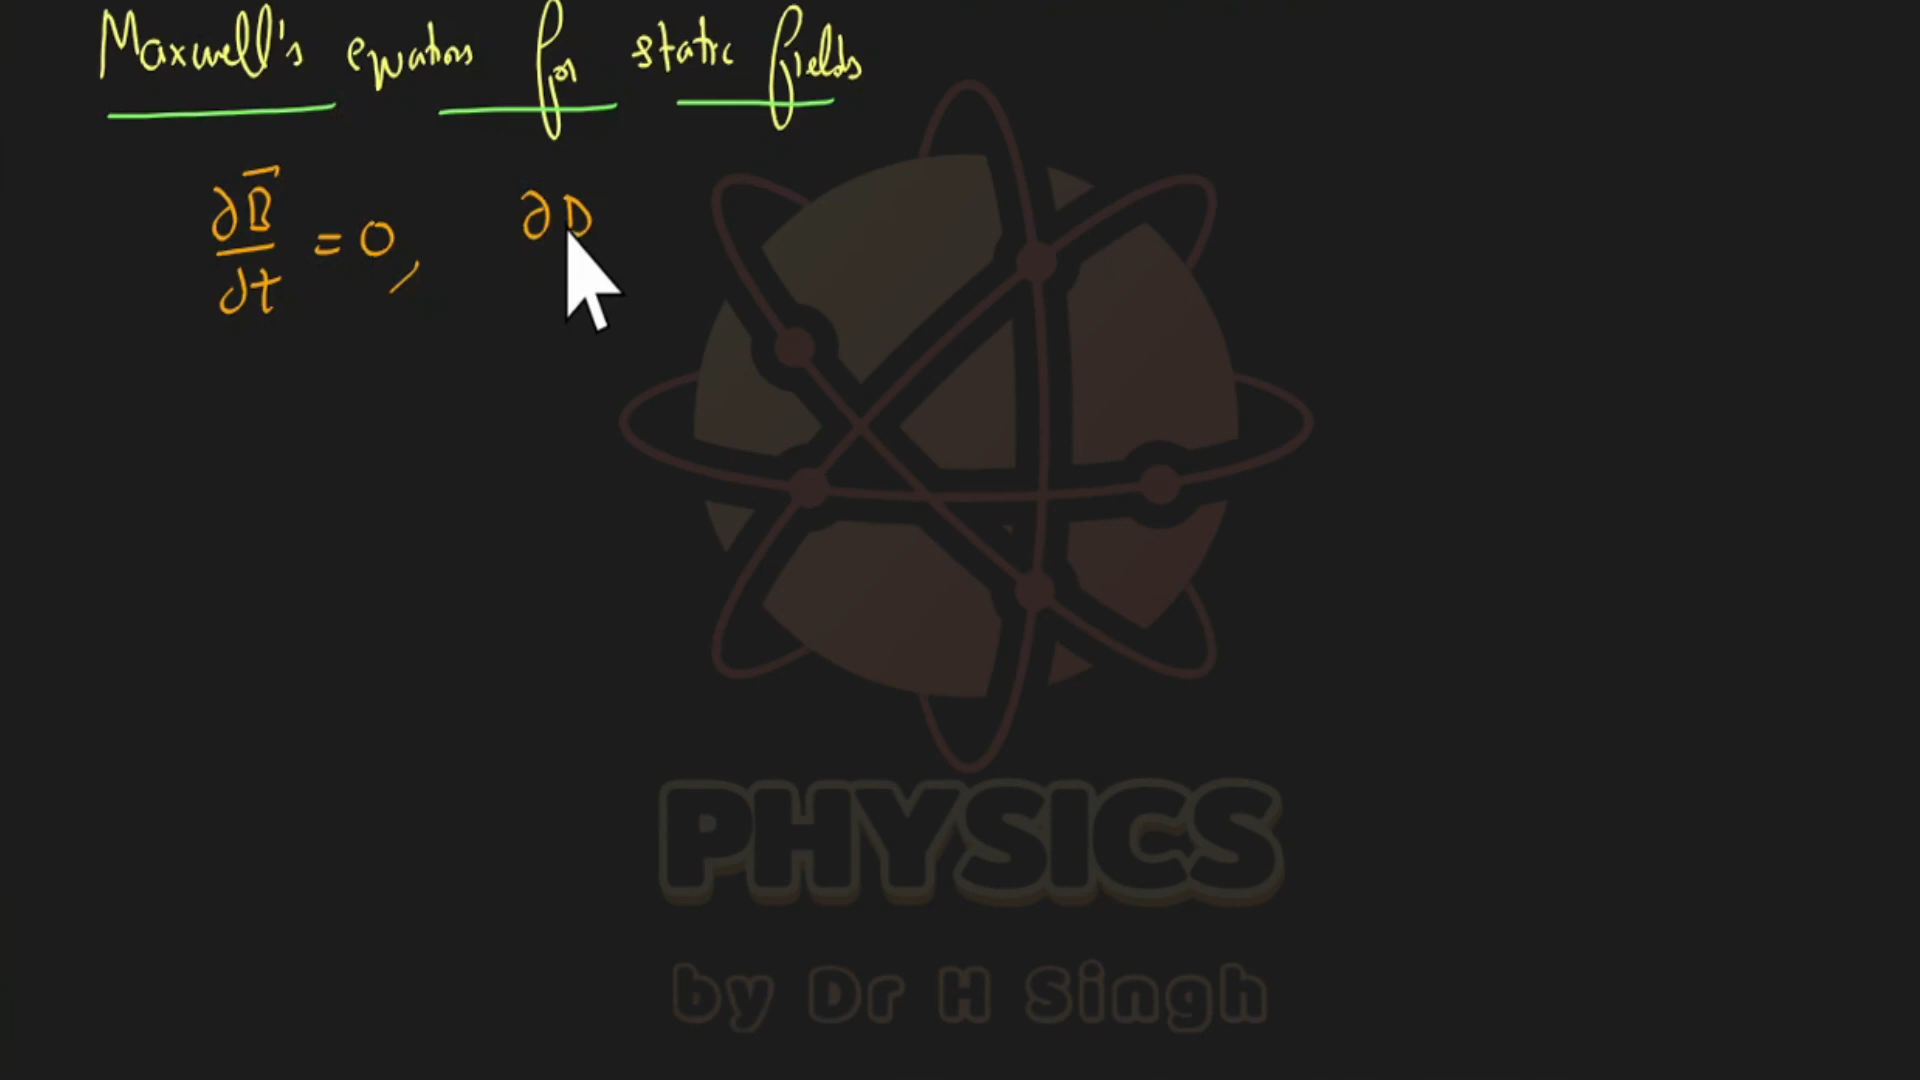 Maxwell's equations for static fields
∂B⃗/∂t = 0, ∂D
PHYSICS
by Dr H Singh